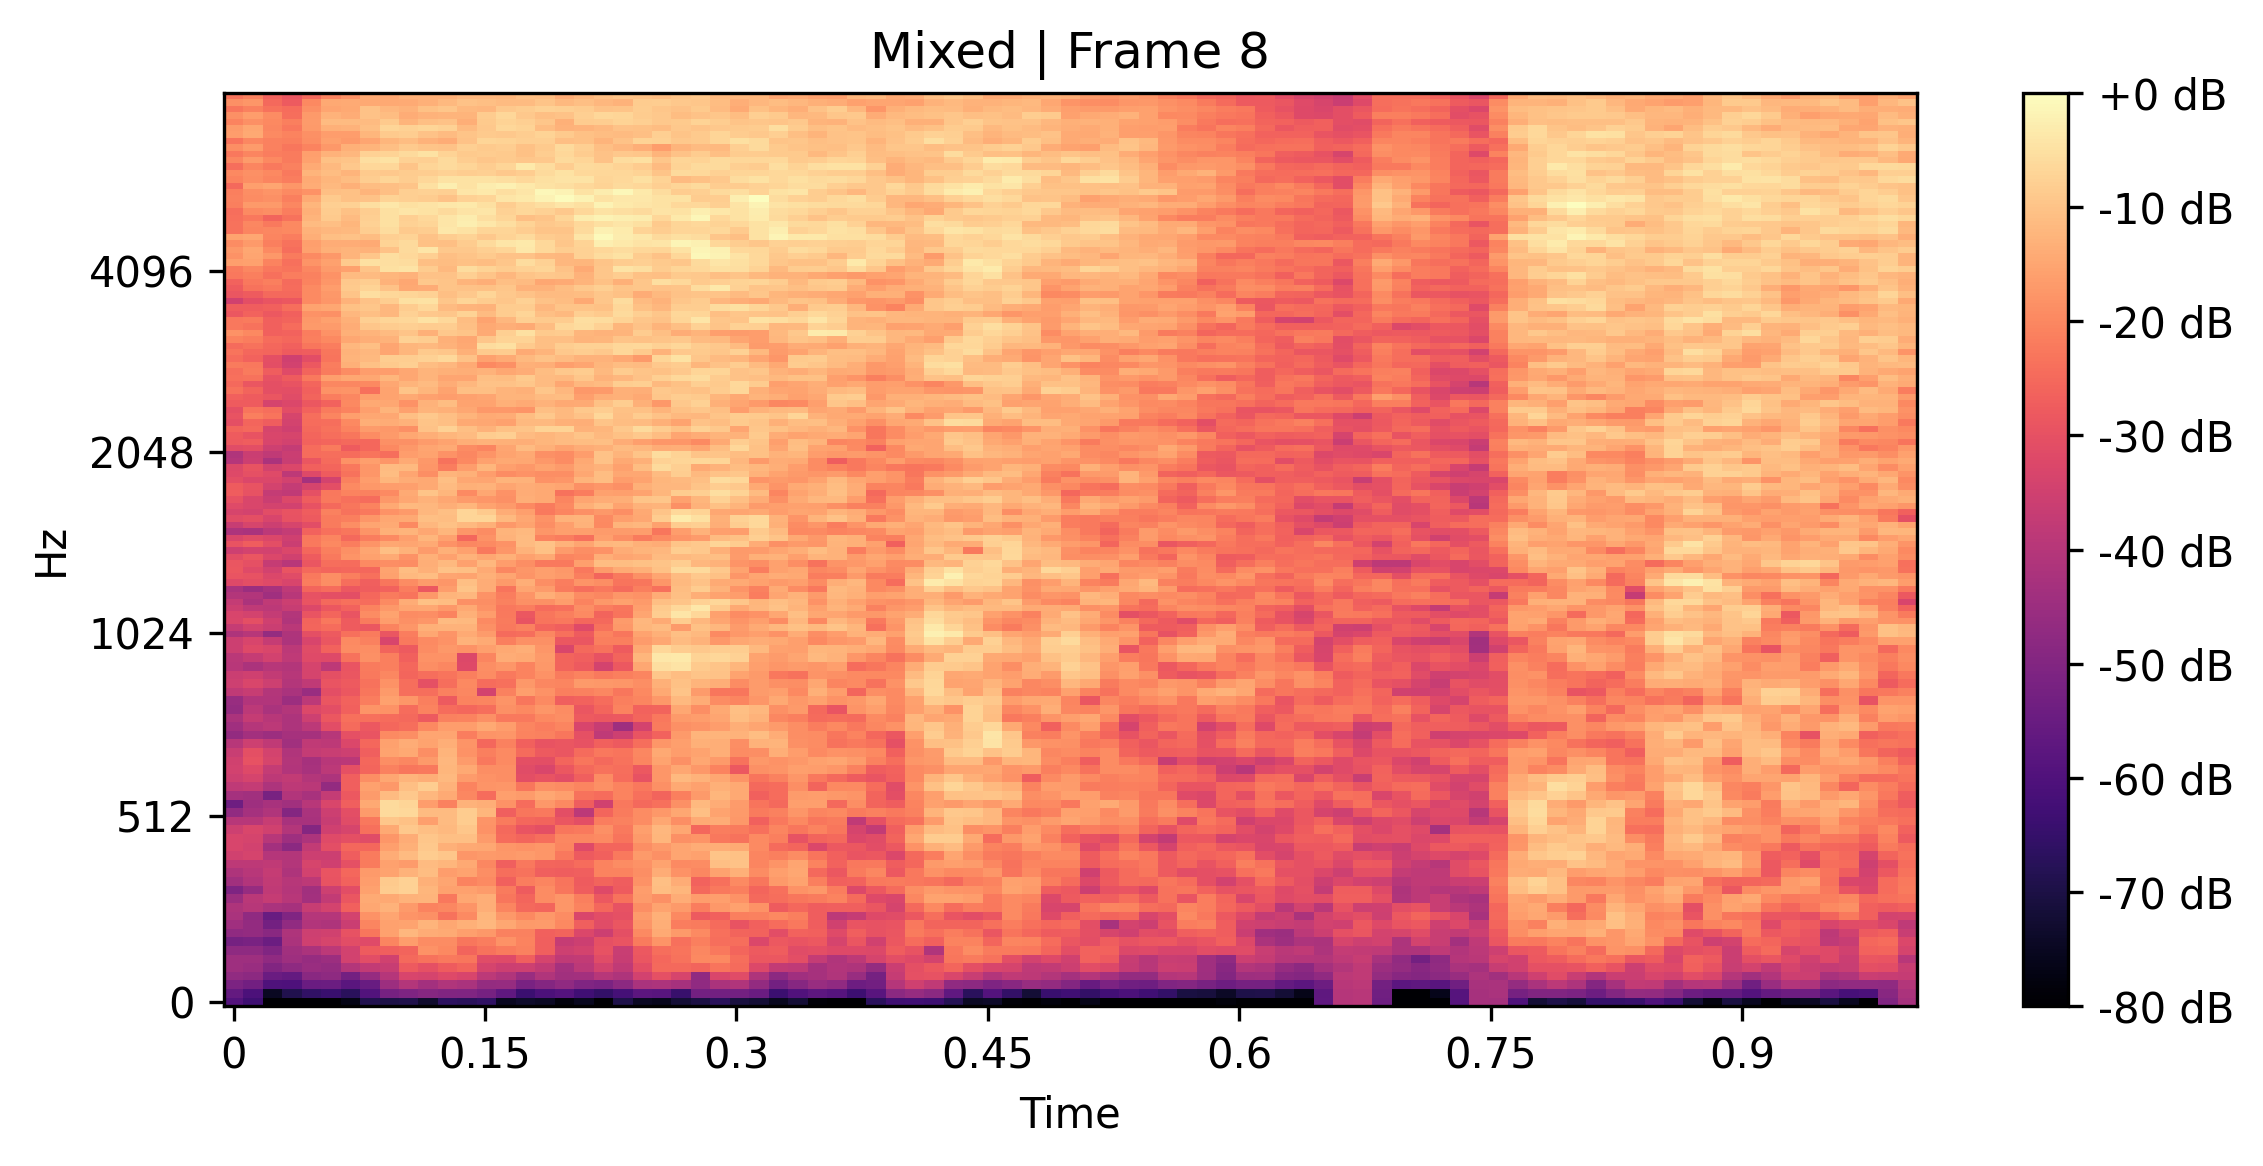 Mixed | Frame 8
+0 dB
-10 dB
-20 dB
-30 dB
-40 dB
-50 dB
-60 dB
-70 dB
-80 dB
Hz
4096
2048
1024
512
0
0 0.15 0.3 0.45 0.6 0.75 0.9
Time